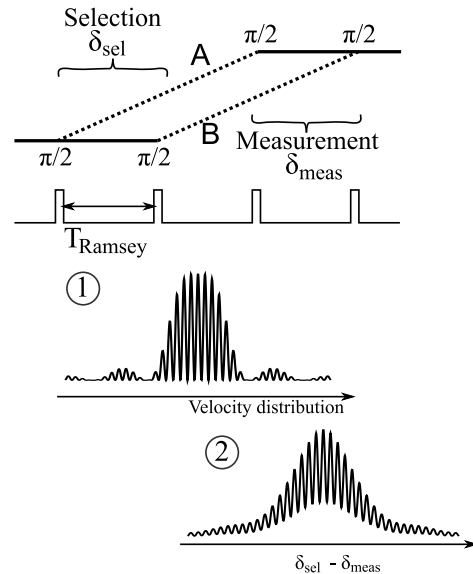 Selection
δsel
A
π/2
π/2
B
π/2
π/2
Measurement
δmeas
TRamsey
1
Velocity distribution
2
δsel - δmeas